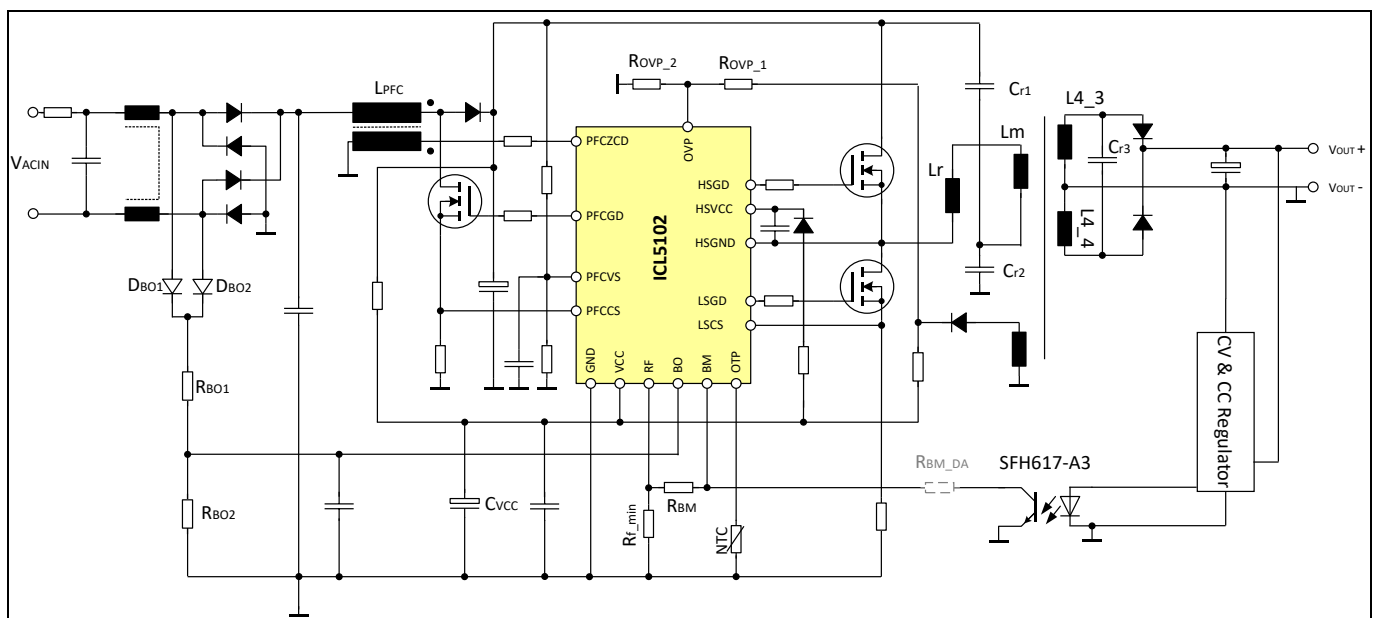 ROVP_2
ROVP_1
LPFC
Cr1
L4_3
VACIN
PFCZCD
OVP
Lr
Lm
Cr3
VOUT+
HSGD
VOUT-
HSVCC
PFCGD
ICL5102
HSGND
L4_4
Cr2
DBO1
DBO2
PFCVS
LSGD
PFCCS
LSCS
GND
VCC
RF
BO
BM
OTP
RBO1
CV & CC Regulator
RBM_DA
SFH617-A3
RBO2
CVCC
RBM
Rf_min
NTC